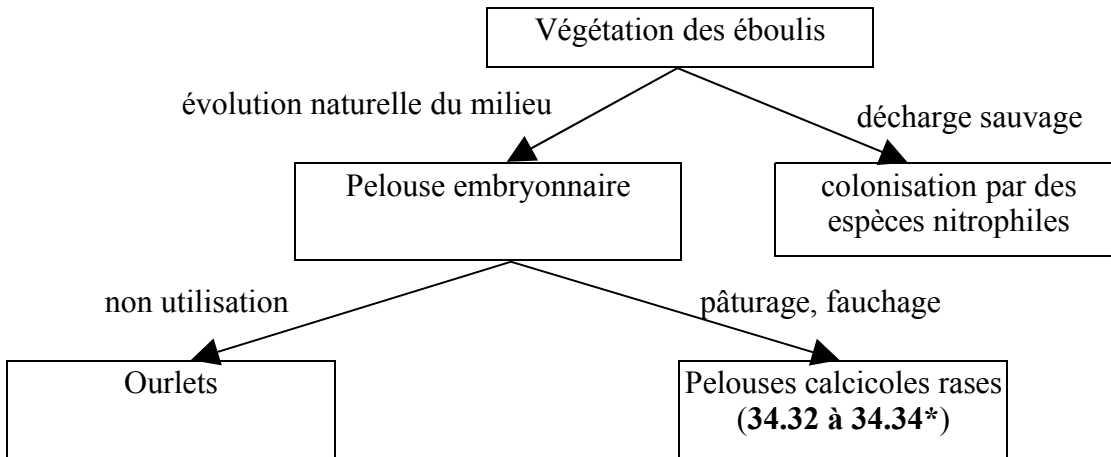 Végétation des éboulis
évolution naturelle du milieu
décharge sauvage
Pelouse embryonnaire
colonisation par des
espèces nitrophiles
non utilisation
pâturage, fauchage
Ourlets
Pelouses calcicoles rases
(34.32 à 34.34*)